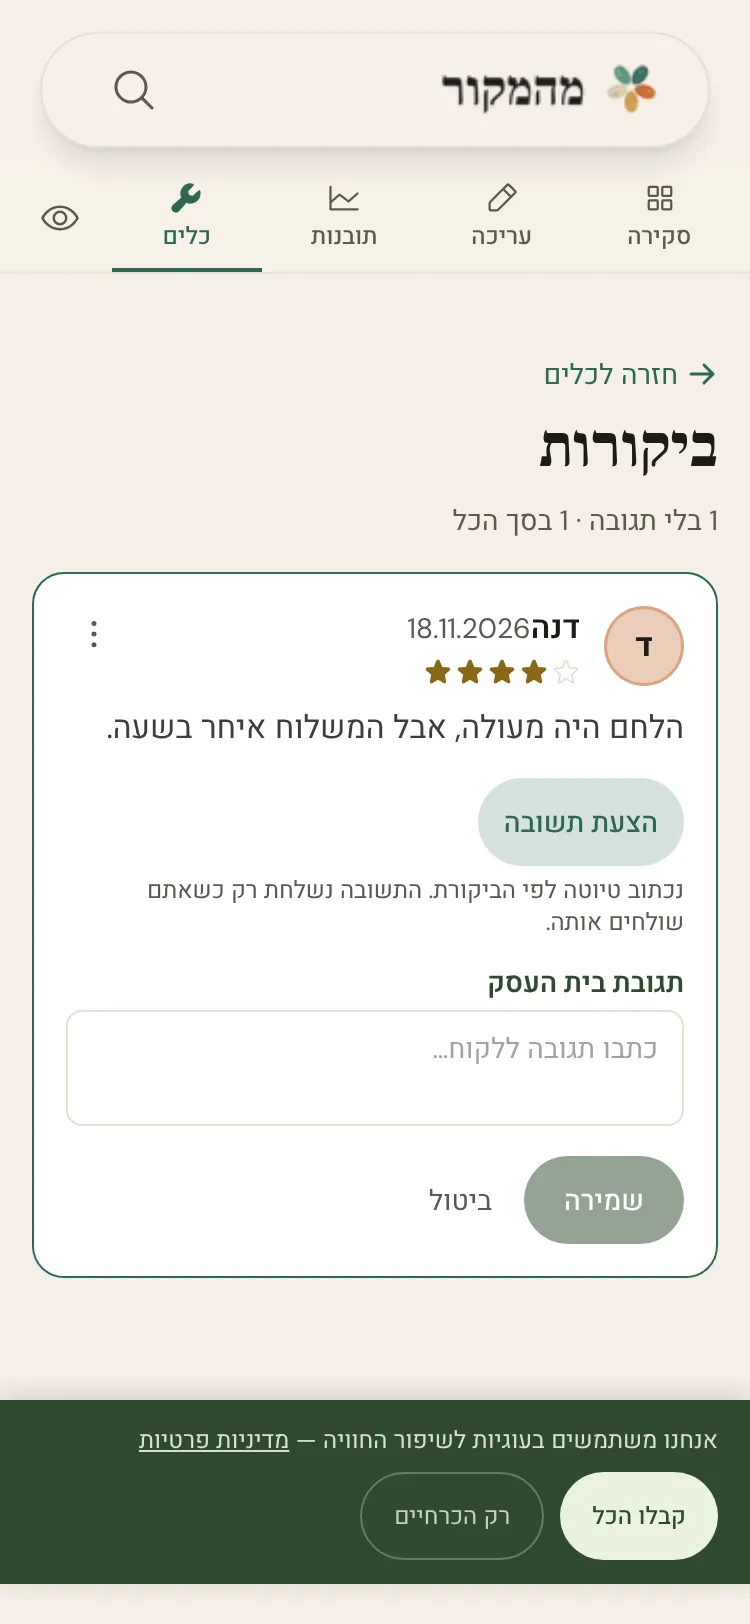 מהמקור
סקירה
עריכה
תובנות
כלים
חזרה לכלים
ביקורות
1 בלי תגובה · 1 בסך הכל
ד
דנה18.11.2026
הלחם היה מעולה, אבל המשלוח איחר בשעה.
הצעת תשובה
נכתוב טיוטה לפי הביקורת. התשובה נשלחת רק כשאתם
שולחים אותה.
תגובת בית העסק
כתבו תגובה ללקוח...
שמירה
ביטול
אנחנו משתמשים בעוגיות לשיפור החוויה — מדיניות פרטיות
קבלו הכל
רק הכרחיים